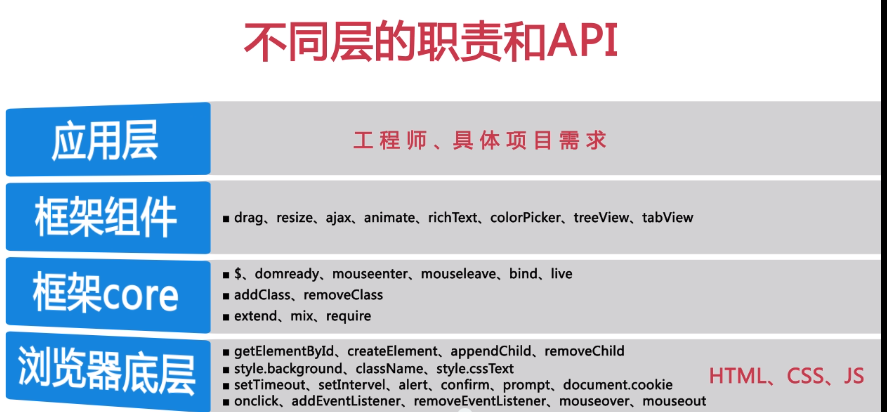 不同层的职责和API
应用层
工程师、具体项目需求
框架组件
■ drag、resize、ajax、animate、richText、colorPicker、treeView、tabView
框架core
■ $、domready、mouseenter、mouseleave、bind、live
■ addClass、removeClass
■ extend、mix、require
浏览器底层
■ getElementById、createElement、appendChild、removeChild
■ style.background、className、style.cssText
■ setTimeout、setIntervel、alert、confirm、prompt、document.cookie
■ onclick、addEventListener、removeEventListener、mouseover、mouseout
HTML、CSS、JS